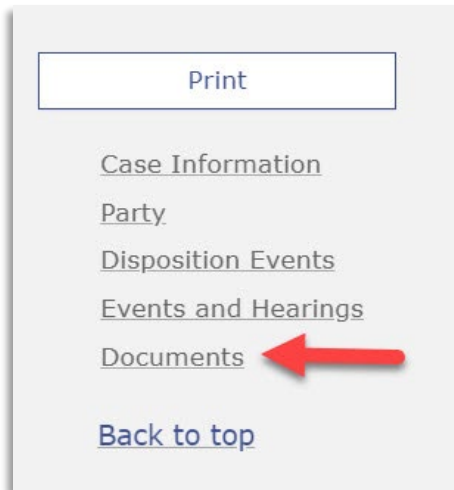 Print
Case Information
Party
Disposition Events
Events and Hearings
Documents
Back to top